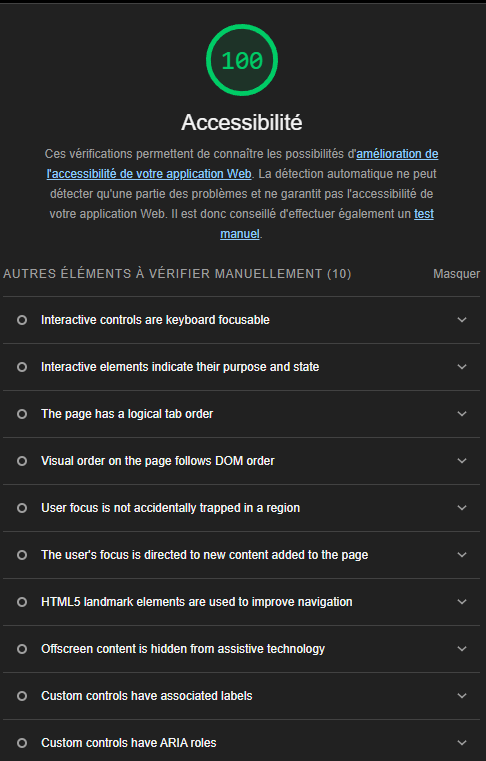 100
Accessibilité
Ces vérifications permettent de connaître les possibilités d'amélioration de
l'accessibilité de votre application Web. La détection automatique ne peut
détecter qu'une partie des problèmes et ne garantit pas l'accessibilité de
votre application Web. Il est donc conseillé d'effectuer également un test
manuel.
AUTRES ÉLÉMENTS À VÉRIFIER MANUELLEMENT (10) Masquer
Interactive controls are keyboard focusable
Interactive elements indicate their purpose and state
The page has a logical tab order
Visual order on the page follows DOM order
User focus is not accidentally trapped in a region
The user's focus is directed to new content added to the page
HTML5 landmark elements are used to improve navigation
Offscreen content is hidden from assistive technology
Custom controls have associated labels
Custom controls have ARIA roles